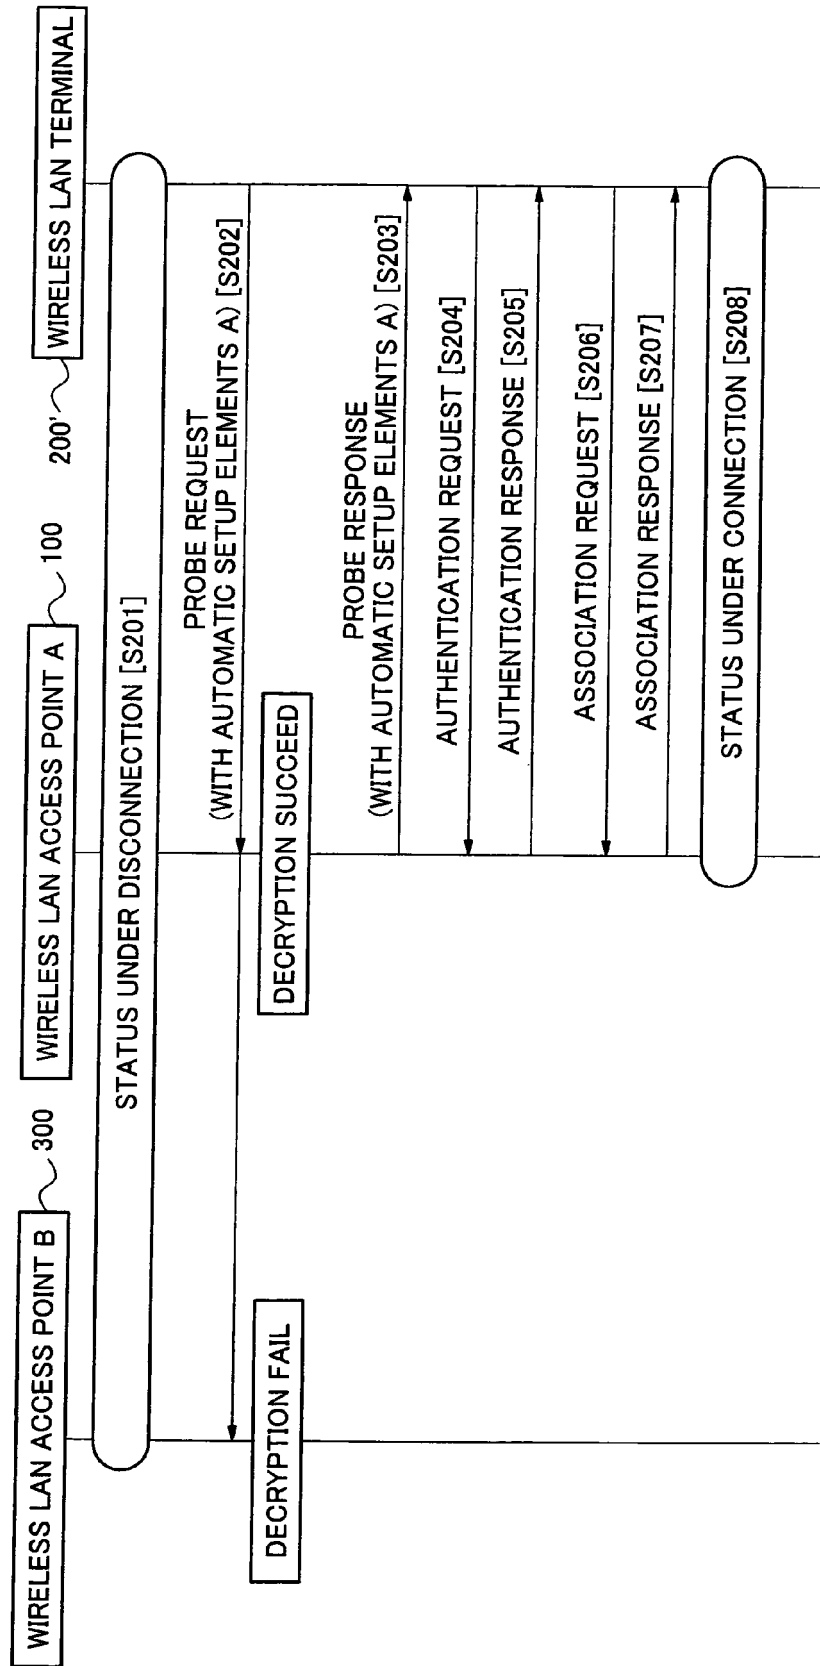 WIRELESS LAN ACCESS POINT B
300
WIRELESS LAN ACCESS POINT A
100
200'
WIRELESS LAN TERMINAL
STATUS UNDER DISCONNECTION [S201]
PROBE REQUEST
(WITH AUTOMATIC SETUP ELEMENTS A) [S202]
DECRYPTION FAIL
DECRYPTION SUCCEED
PROBE RESPONSE
(WITH AUTOMATIC SETUP ELEMENTS A) [S203]
AUTHENTICATION REQUEST [S204]
AUTHENTICATION RESPONSE [S205]
ASSOCIATION REQUEST [S206]
ASSOCIATION RESPONSE [S207]
STATUS UNDER CONNECTION [S208]